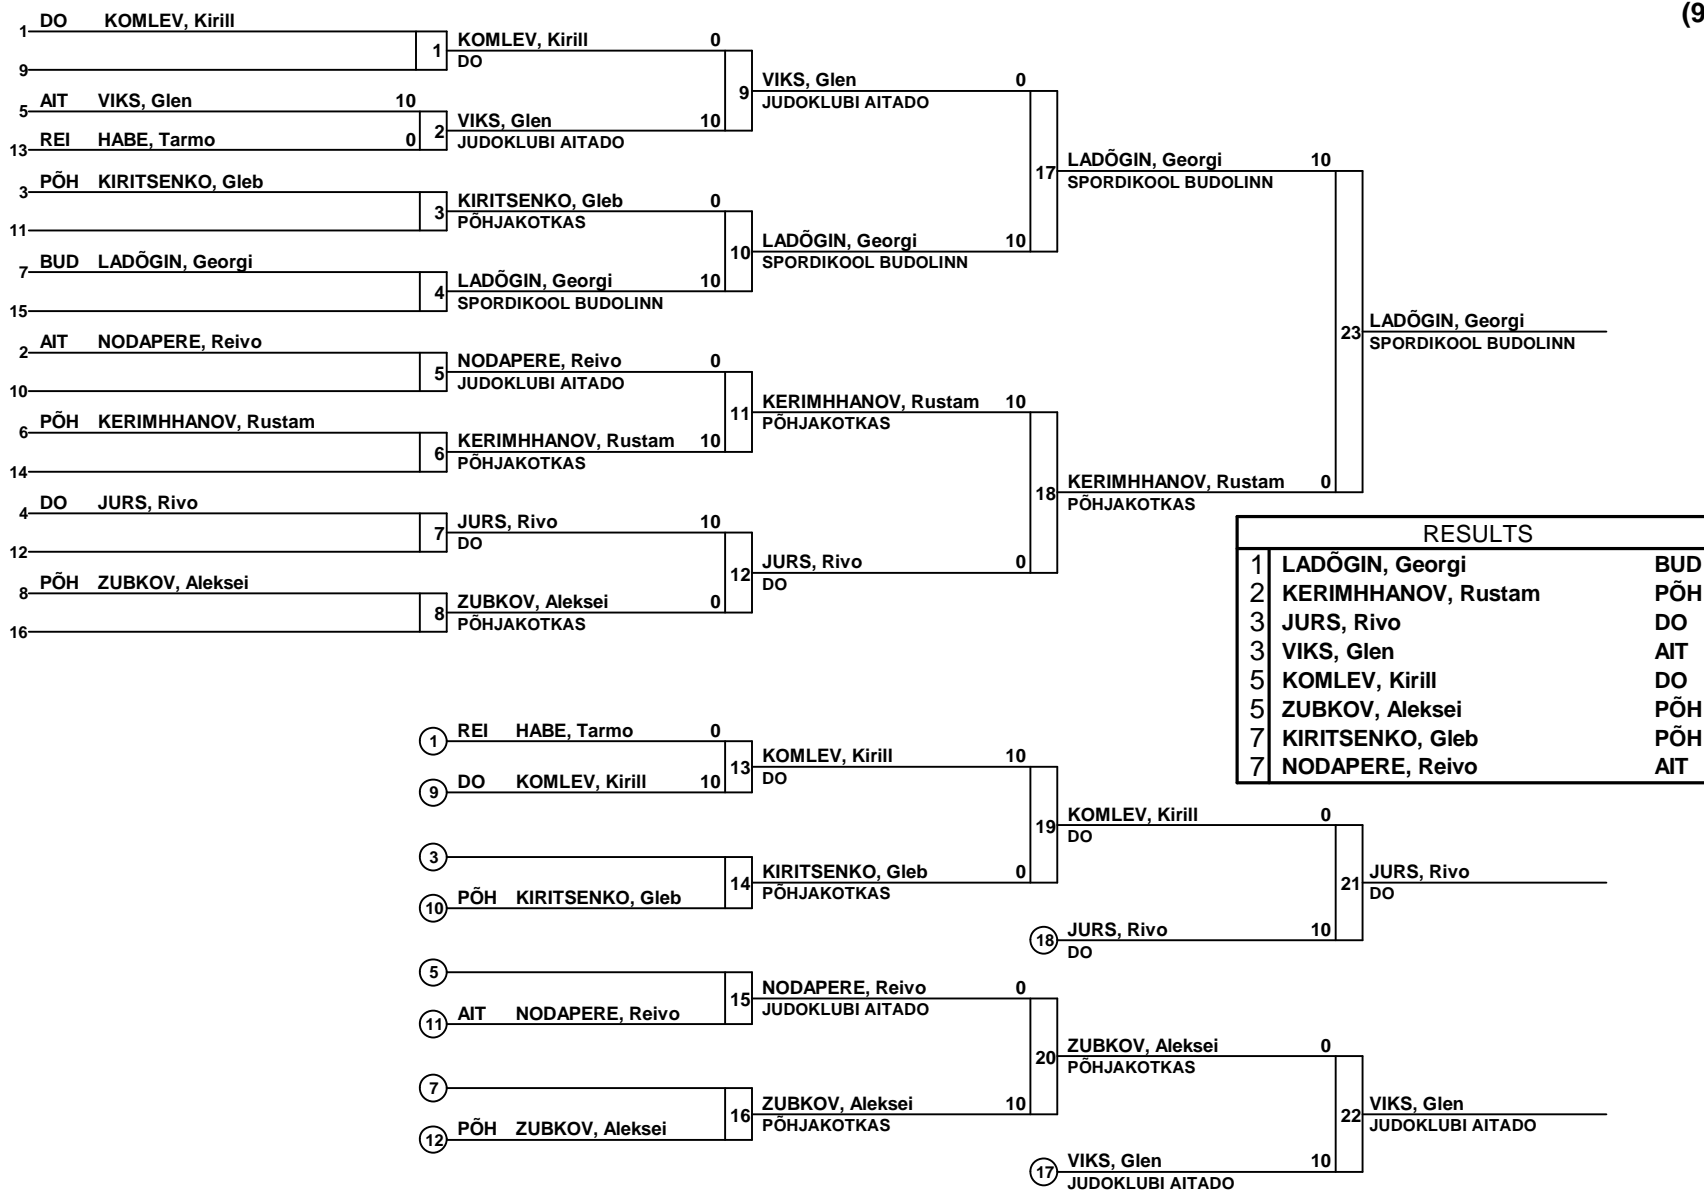 (9
1 DO KOMLEV, Kirill
9
1 KOMLEV, Kirill 0
DO
5 AIT VIKS, Glen 10
13 REI HABE, Tarmo 0
2 VIKS, Glen 10
JUDOKLUBI AITADO
9 VIKS, Glen 0
JUDOKLUBI AITADO
3 PÕH KIRITSENKO, Gleb
11
3 KIRITSENKO, Gleb 0
PÕHJAKOTKAS
7 BUD LADÕGIN, Georgi
15
4 LADÕGIN, Georgi 10
SPORDIKOOL BUDOLINN
10 LADÕGIN, Georgi 10
SPORDIKOOL BUDOLINN
17 LADÕGIN, Georgi 10
SPORDIKOOL BUDOLINN
2 AIT NODAPERE, Reivo
10
5 NODAPERE, Reivo 0
JUDOKLUBI AITADO
6 PÕH KERIMHHANOV, Rustam
14
6 KERIMHHANOV, Rustam 10
PÕHJAKOTKAS
11 KERIMHHANOV, Rustam 10
PÕHJAKOTKAS
4 DO JURS, Rivo
12
7 JURS, Rivo 10
DO
8 PÕH ZUBKOV, Aleksei
16
8 ZUBKOV, Aleksei 0
PÕHJAKOTKAS
12 JURS, Rivo 0
DO
18 KERIMHHANOV, Rustam 0
PÕHJAKOTKAS
23 LADÕGIN, Georgi
SPORDIKOOL BUDOLINN
RESULTS
1 LADÕGIN, Georgi BUD
2 KERIMHHANOV, Rustam PÕH
3 JURS, Rivo DO
3 VIKS, Glen AIT
5 KOMLEV, Kirill DO
5 ZUBKOV, Aleksei PÕH
7 KIRITSENKO, Gleb PÕH
7 NODAPERE, Reivo AIT
1 REI HABE, Tarmo 0
9 DO KOMLEV, Kirill 10
13 KOMLEV, Kirill 10
DO
3
10 PÕH KIRITSENKO, Gleb
14 KIRITSENKO, Gleb 0
PÕHJAKOTKAS
19 KOMLEV, Kirill 0
DO
18 JURS, Rivo 10
DO
21 JURS, Rivo
DO
5
11 AIT NODAPERE, Reivo
15 NODAPERE, Reivo 0
JUDOKLUBI AITADO
7
12 PÕH ZUBKOV, Aleksei
16 ZUBKOV, Aleksei 10
PÕHJAKOTKAS
20 ZUBKOV, Aleksei 0
PÕHJAKOTKAS
17 VIKS, Glen 10
JUDOKLUBI AITADO
22 VIKS, Glen
JUDOKLUBI AITADO